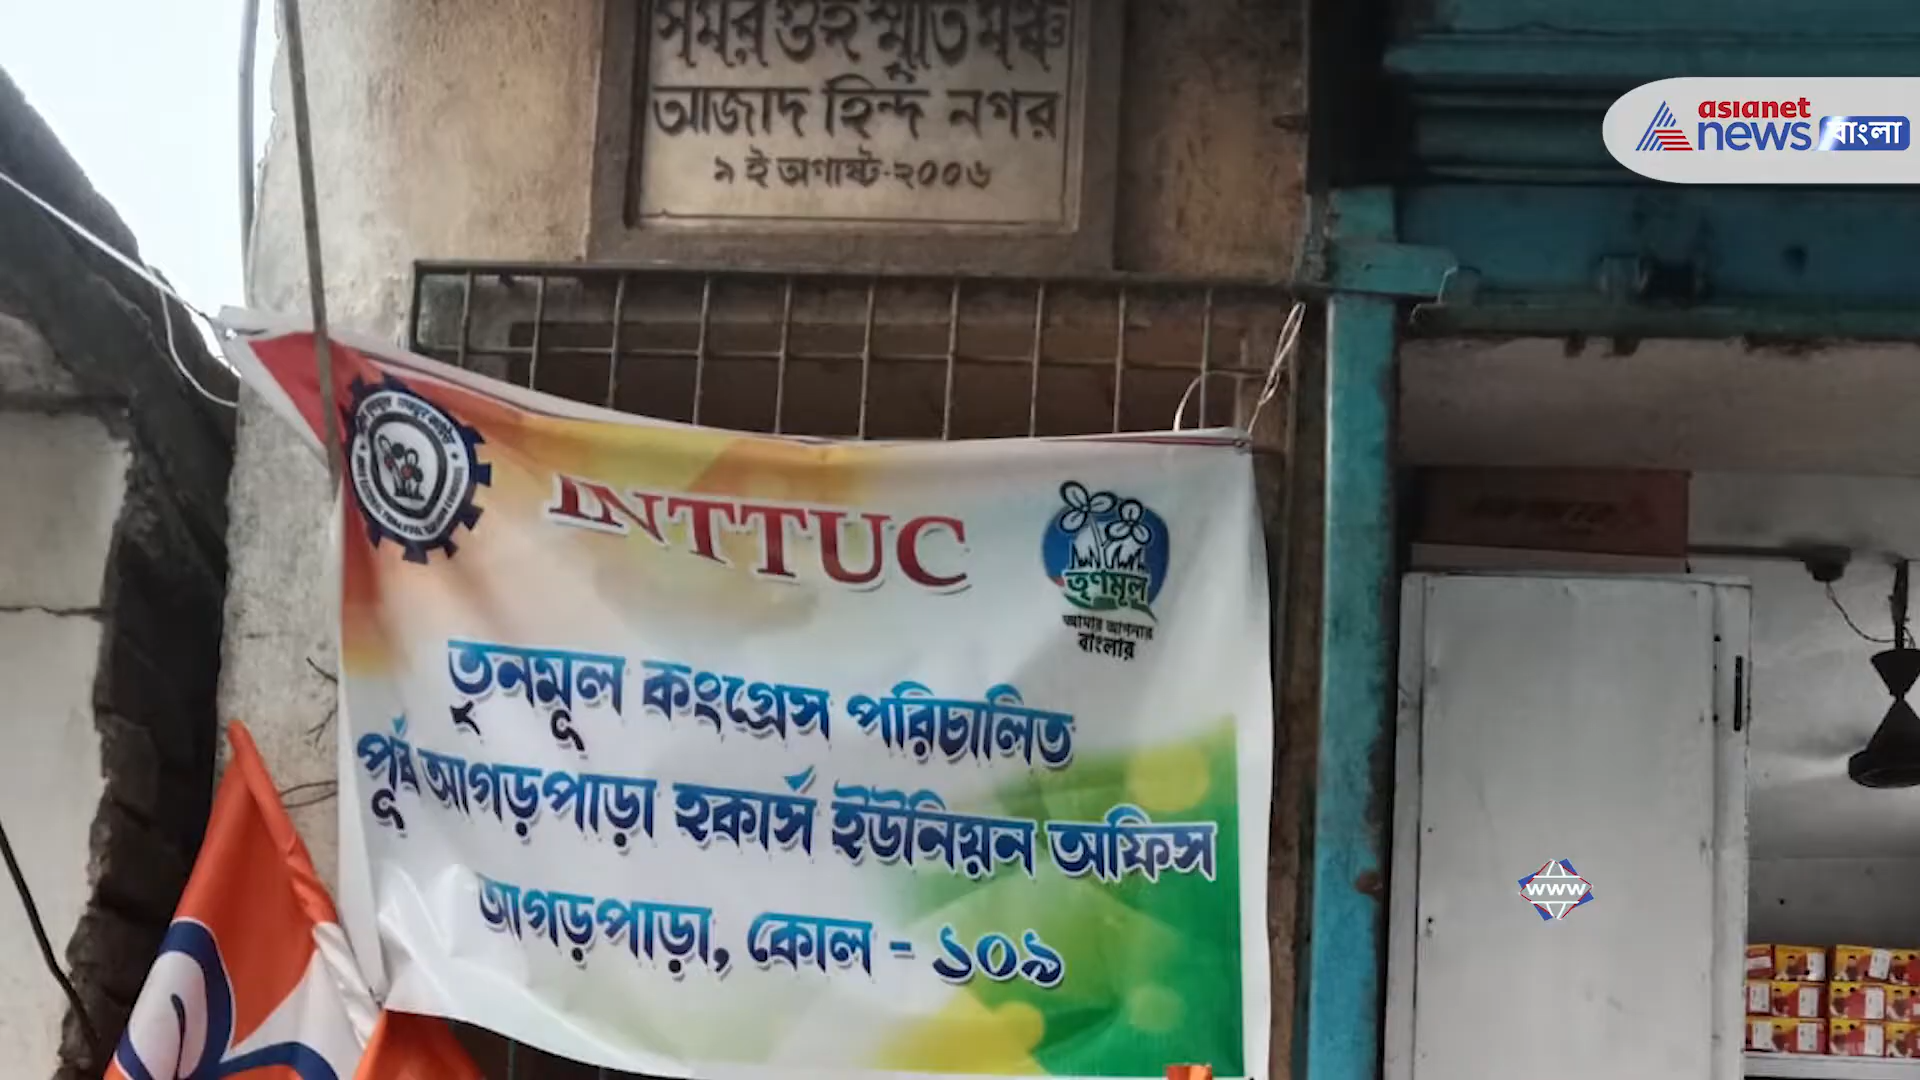 সমর গুহ স্মৃতি মঞ্চ
আজাদ হিন্দ নগর
৯ ই অগাষ্ট-২০০৬
asianet
news বাংলা
INTTUC
তৃণমূল
আমার আপনার
বাংলার
তৃনমূল কংগ্রেস পরিচালিত
পূর্ব আগড়পাড়া হকার্স ইউনিয়ন অফিস
আগড়পাড়া, কোল - ১০৯
www